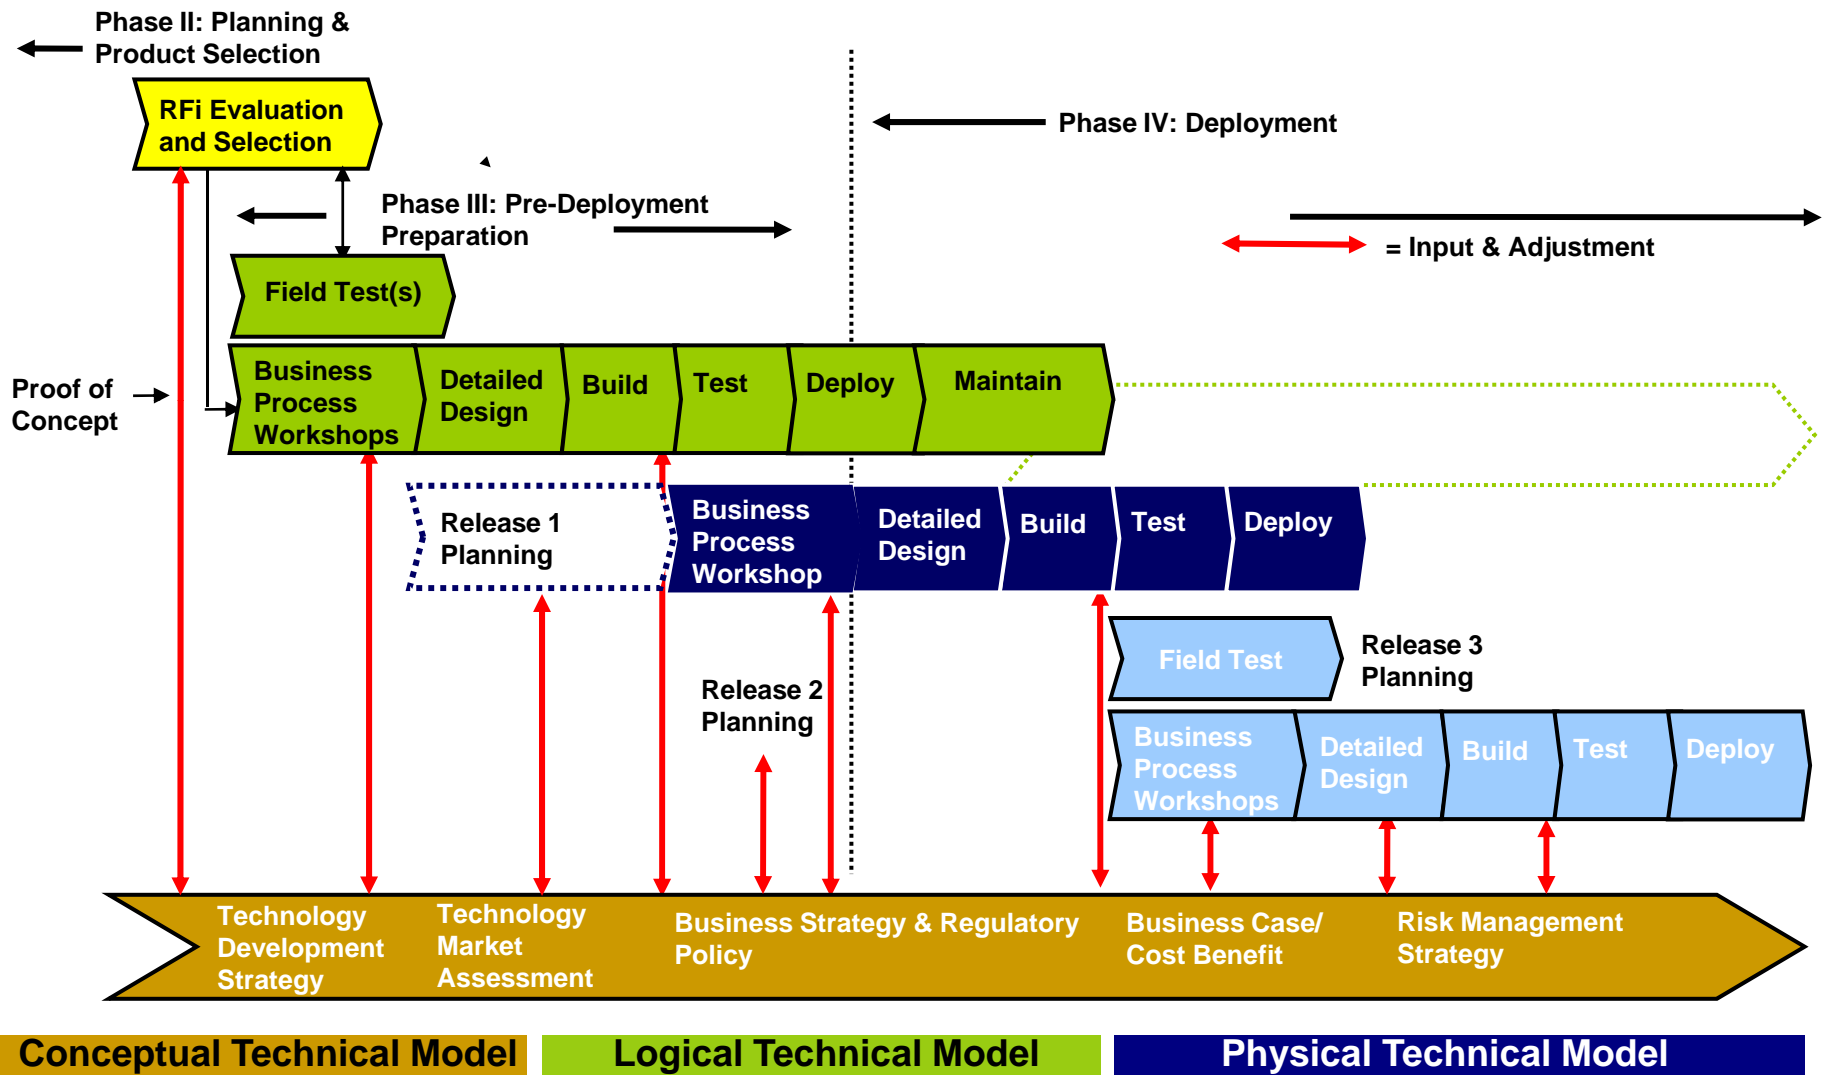 Phase II: Planning &
Product Selection
RFi Evaluation
and Selection
Phase IV: Deployment
Phase III: Pre-Deployment
Preparation
= Input & Adjustment
Field Test(s)
Proof of
Concept
Business
Process
Workshops
Detailed
Design
Build
Test
Deploy
Maintain
Release 1
Planning
Business
Process
Workshop
Detailed
Design
Build
Test
Deploy
Field Test
Release 3
Planning
Release 2
Planning
Business
Process
Workshops
Detailed
Design
Build
Test
Deploy
Technology
Development
Strategy
Technology
Market
Assessment
Business Strategy & Regulatory
Policy
Business Case/
Cost Benefit
Risk Management
Strategy
Conceptual Technical Model
Logical Technical Model
Physical Technical Model